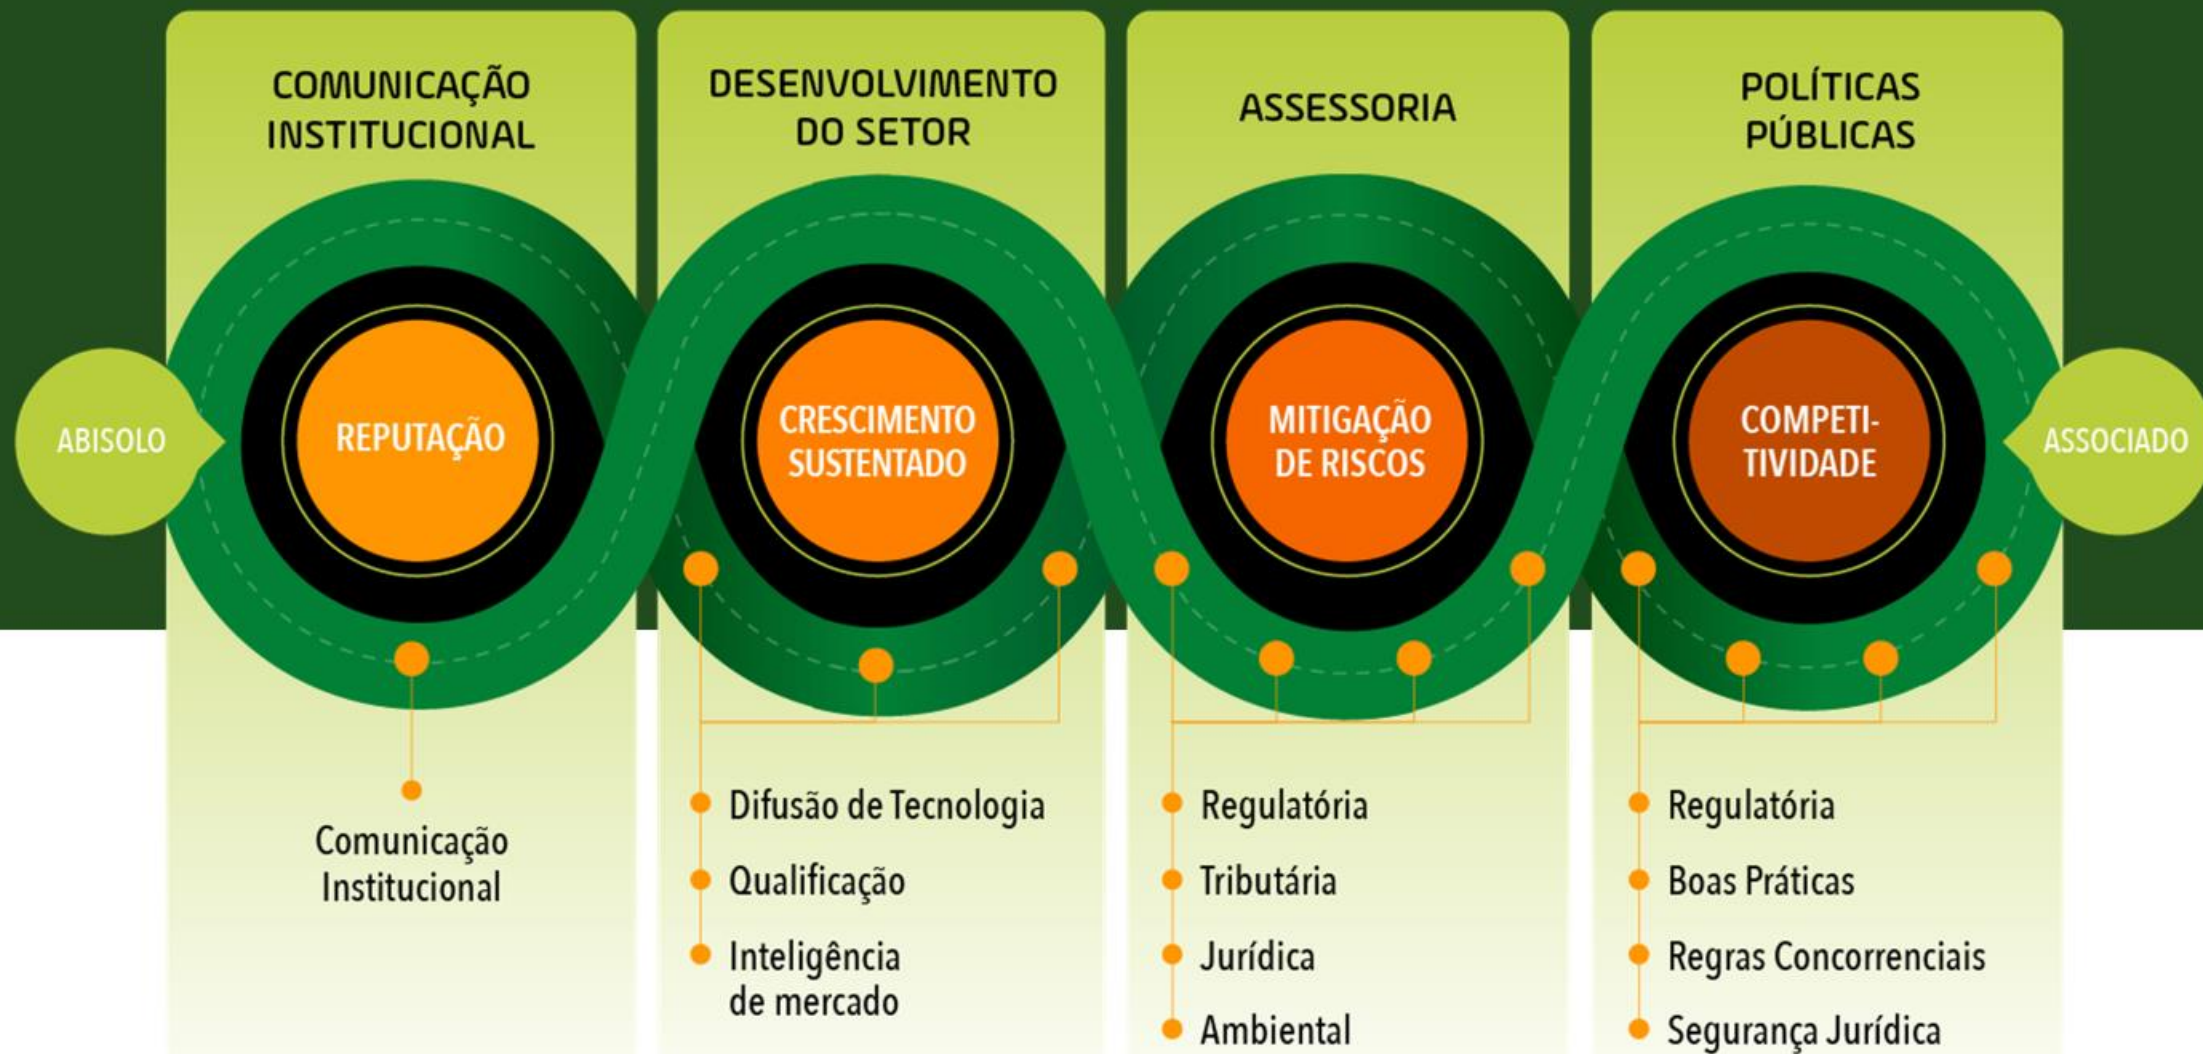 COMUNICAÇÃO
INSTITUCIONAL
DESENVOLVIMENTO
DO SETOR
ASSESSORIA
POLÍTICAS
PÚBLICAS
ABISOLO
REPUTAÇÃO
CRESCIMENTO
SUSTENTADO
MITIGAÇÃO
DE RISCOS
COMPETI-
TIVIDADE
ASSOCIADO
Comunicação
Institucional
Difusão de Tecnologia
Qualificação
Inteligência
de mercado
Regulatória
Tributária
Jurídica
Ambiental
Regulatória
Boas Práticas
Regras Concorrenciais
Segurança Jurídica